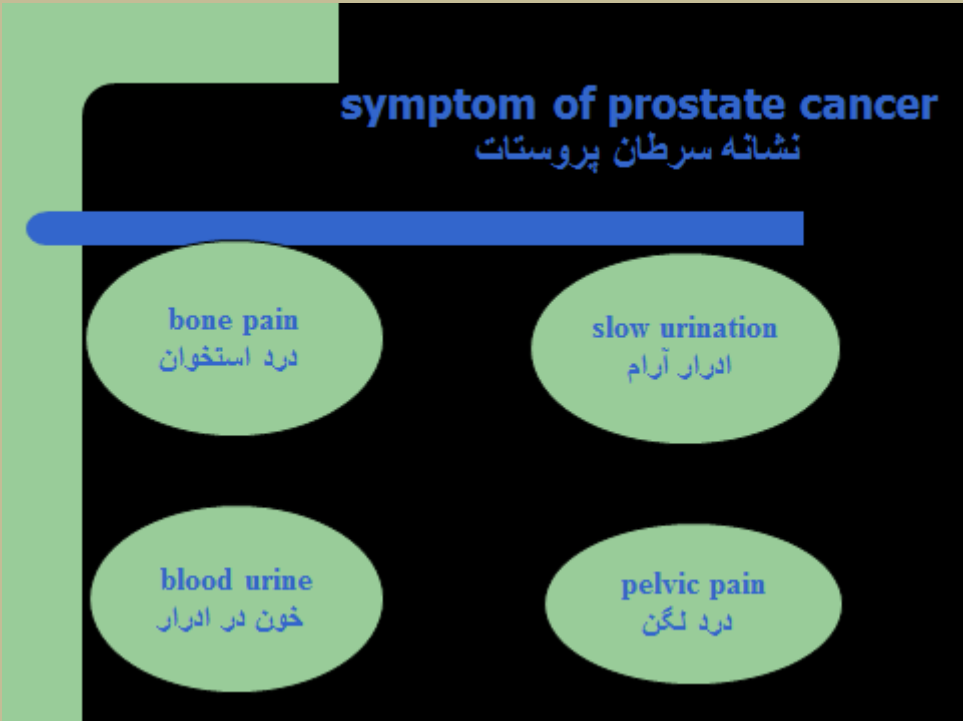 symptom of prostate cancer
نشانه سرطان پروستات
bone pain
درد استخوان
slow urination
ادرار آرام
blood urine
خون در ادرار
pelvic pain
درد لگن